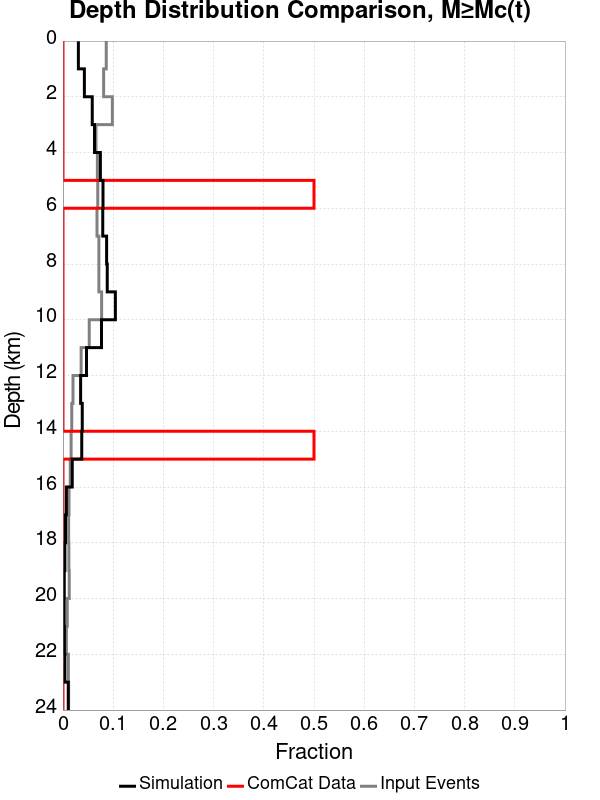 Depth Distribution Comparison, M≥Mc(t)
0
2
4
6
8
10
12
14
16
18
20
22
24
Depth (km)
0 0.1 0.2 0.3 0.4 0.5 0.6 0.7 0.8 0.9 1
Fraction
Simulation ComCat Data Input Events